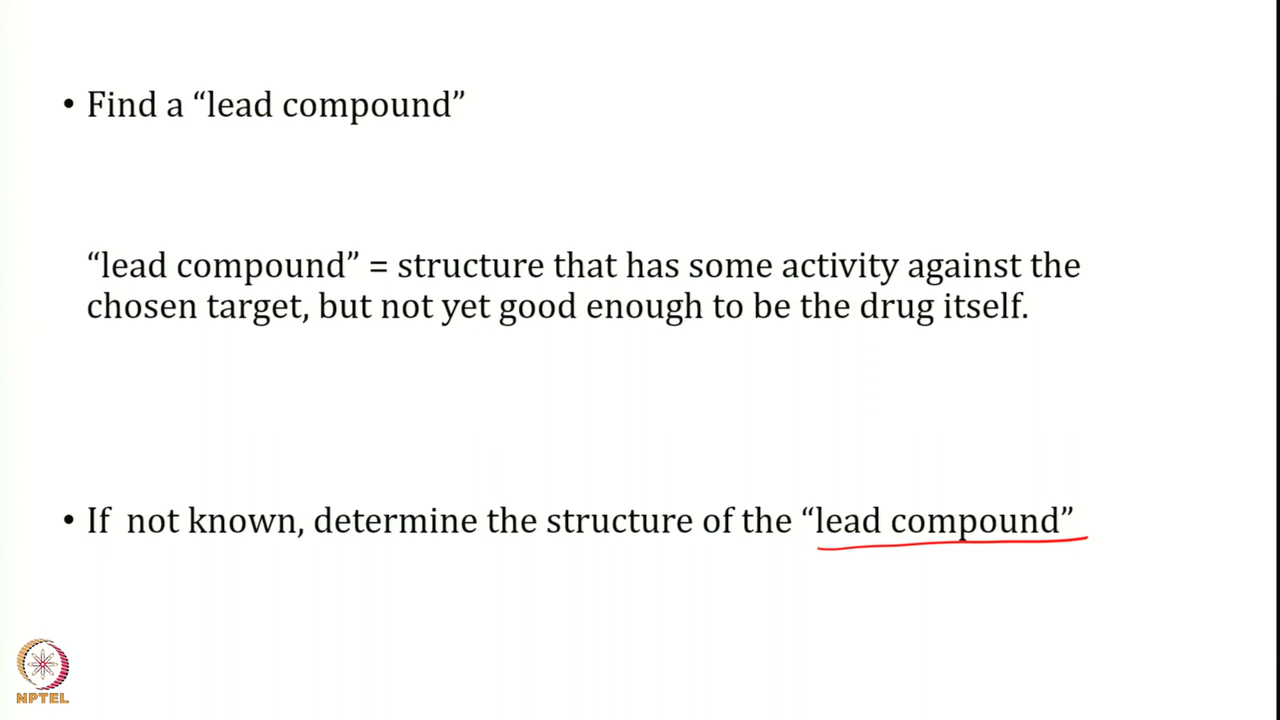 • Find a “lead compound”
“lead compound” = structure that has some activity against the
chosen target, but not yet good enough to be the drug itself.
• If not known, determine the structure of the “lead compound”
NPTEL